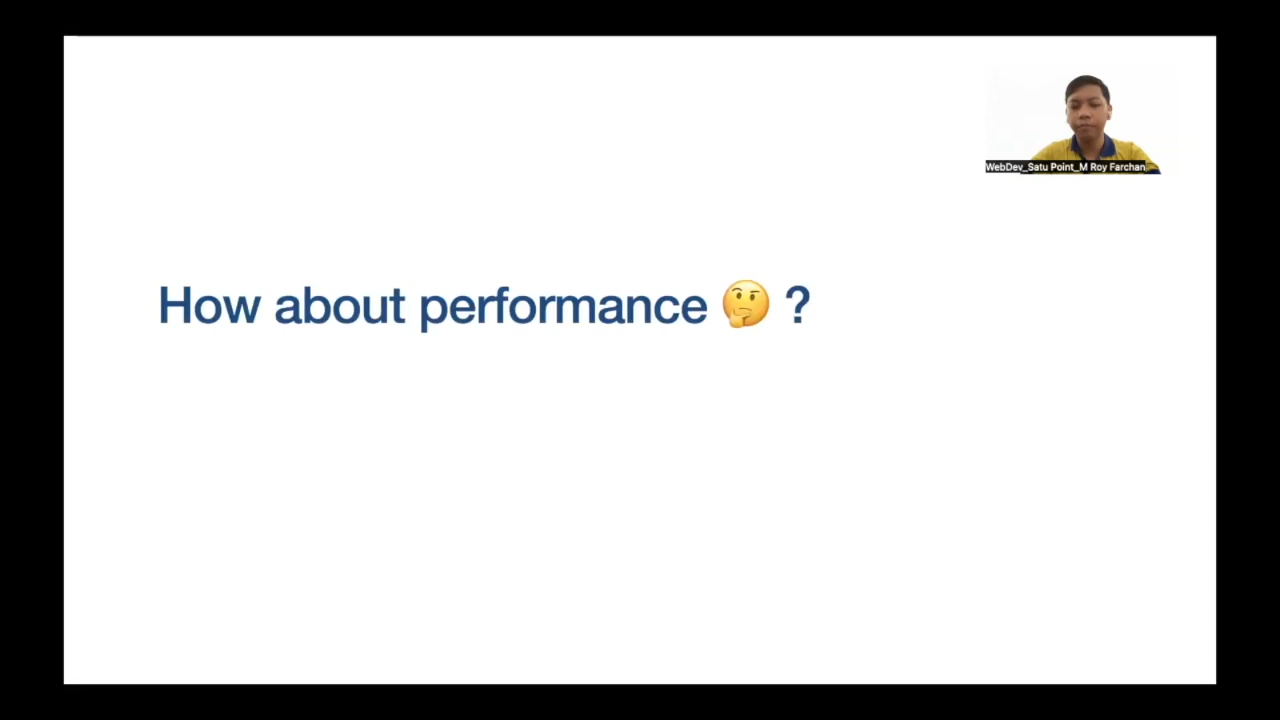 WebDev_Satu Point_M Roy Farchan
How about performance 🤔 ?